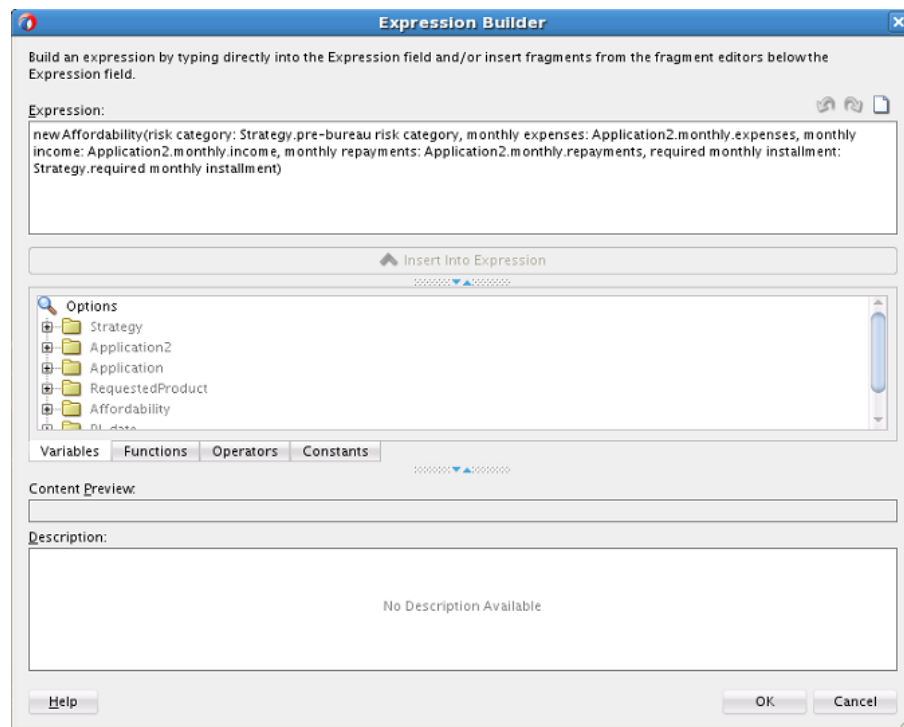 Expression Builder
Build an expression by typing directly into the Expression field and/or insert fragments from the fragment editors below the
Expression field.
Expression:
new Affordability(risk category: Strategy.pre-bureau risk category, monthly expenses: Application2.monthly.expenses, monthly
income: Application2.monthly.income, monthly repayments: Application2.monthly.repayments, required monthly installment:
Strategy.required monthly installment)
Insert Into Expression
Options
Strategy
Application2
Application
RequestedProduct
Affordability
Variables Functions Operators Constants
Content Preview:
Description:
No Description Available
Help OK Cancel